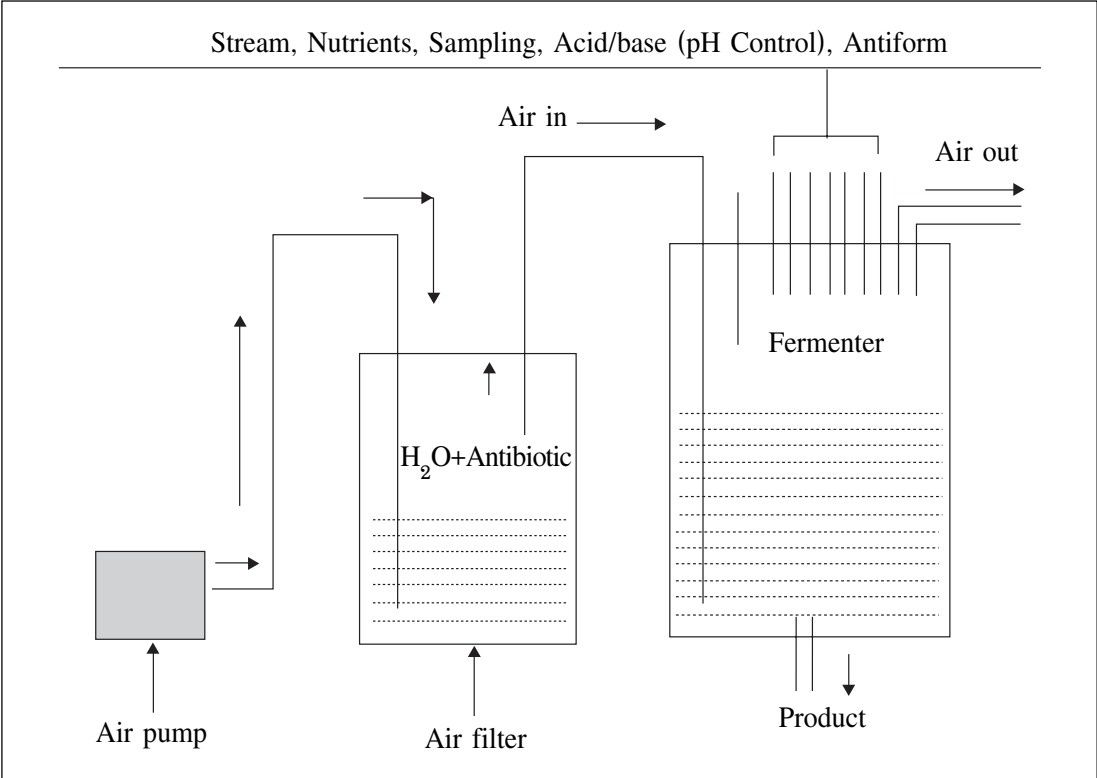 Stream, Nutrients, Sampling, Acid/base (pH Control), Antiform
Air in
Air out
Fermenter
H₂O+Antibiotic
Product
Air pump
Air filter